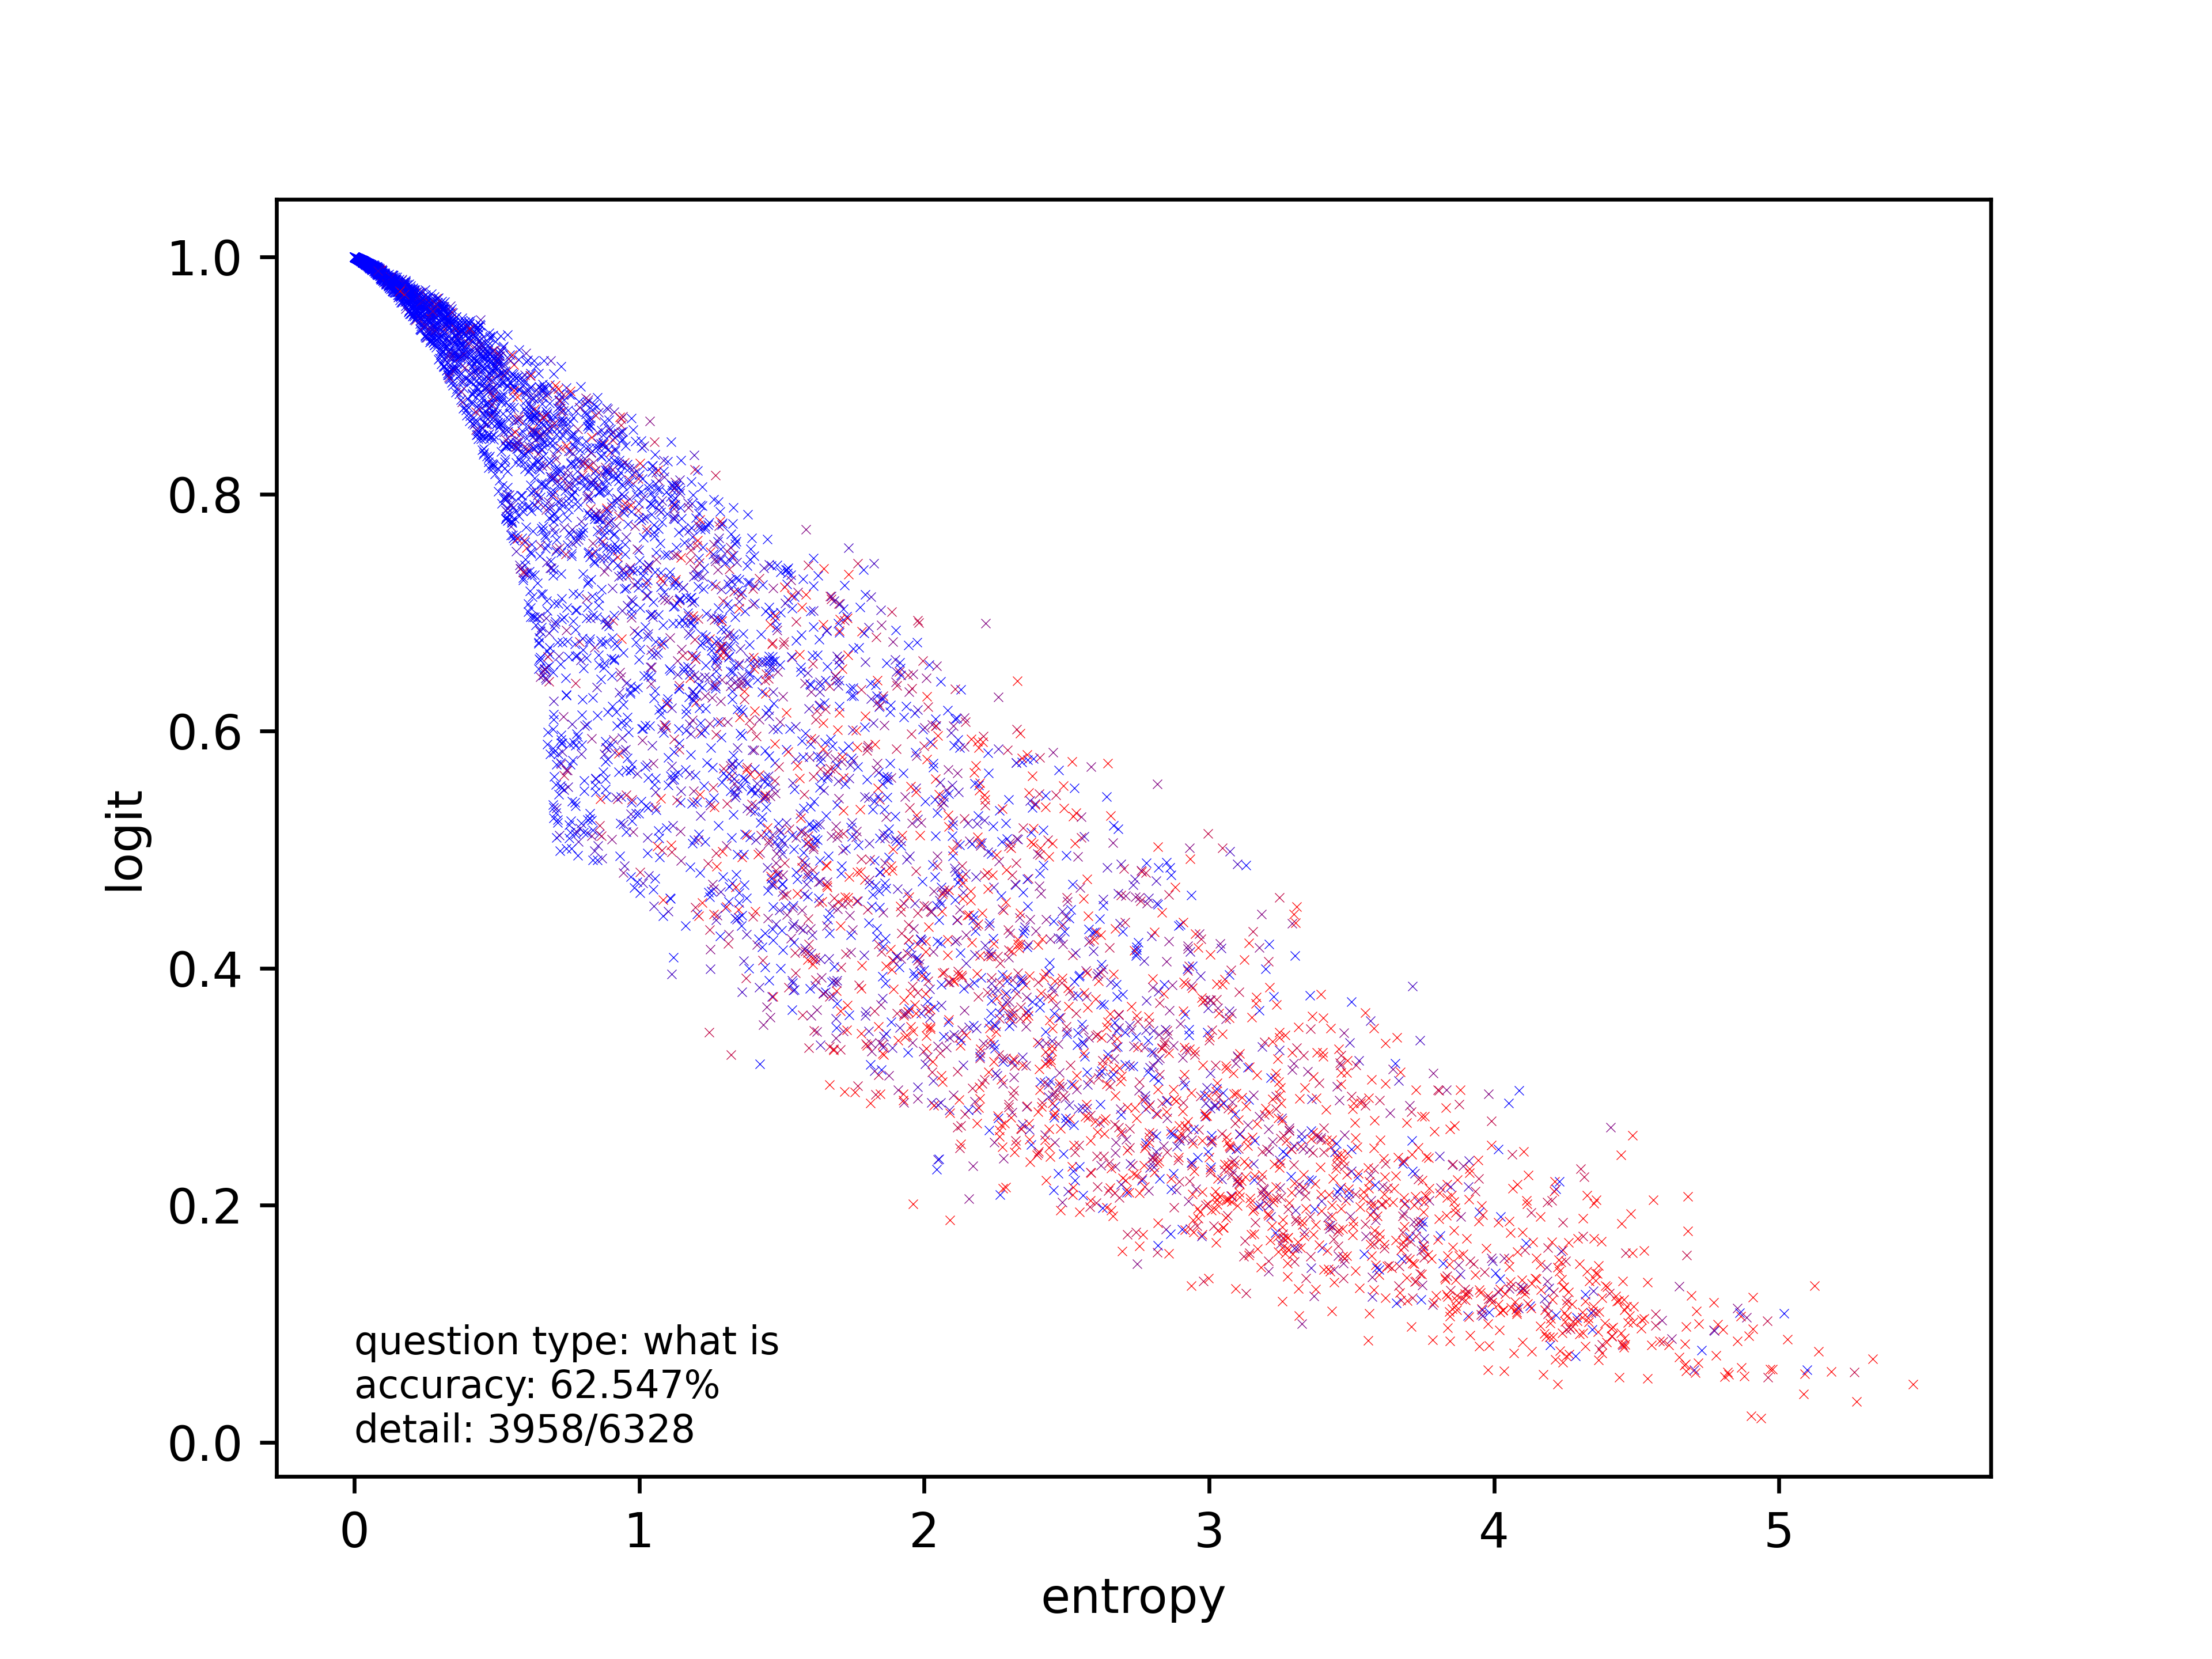 1.0
0.8
0.6
0.4
0.2
0.0
logit
question type: what is
accuracy: 62.547%
detail: 3958/6328
0 1 2 3 4 5
entropy